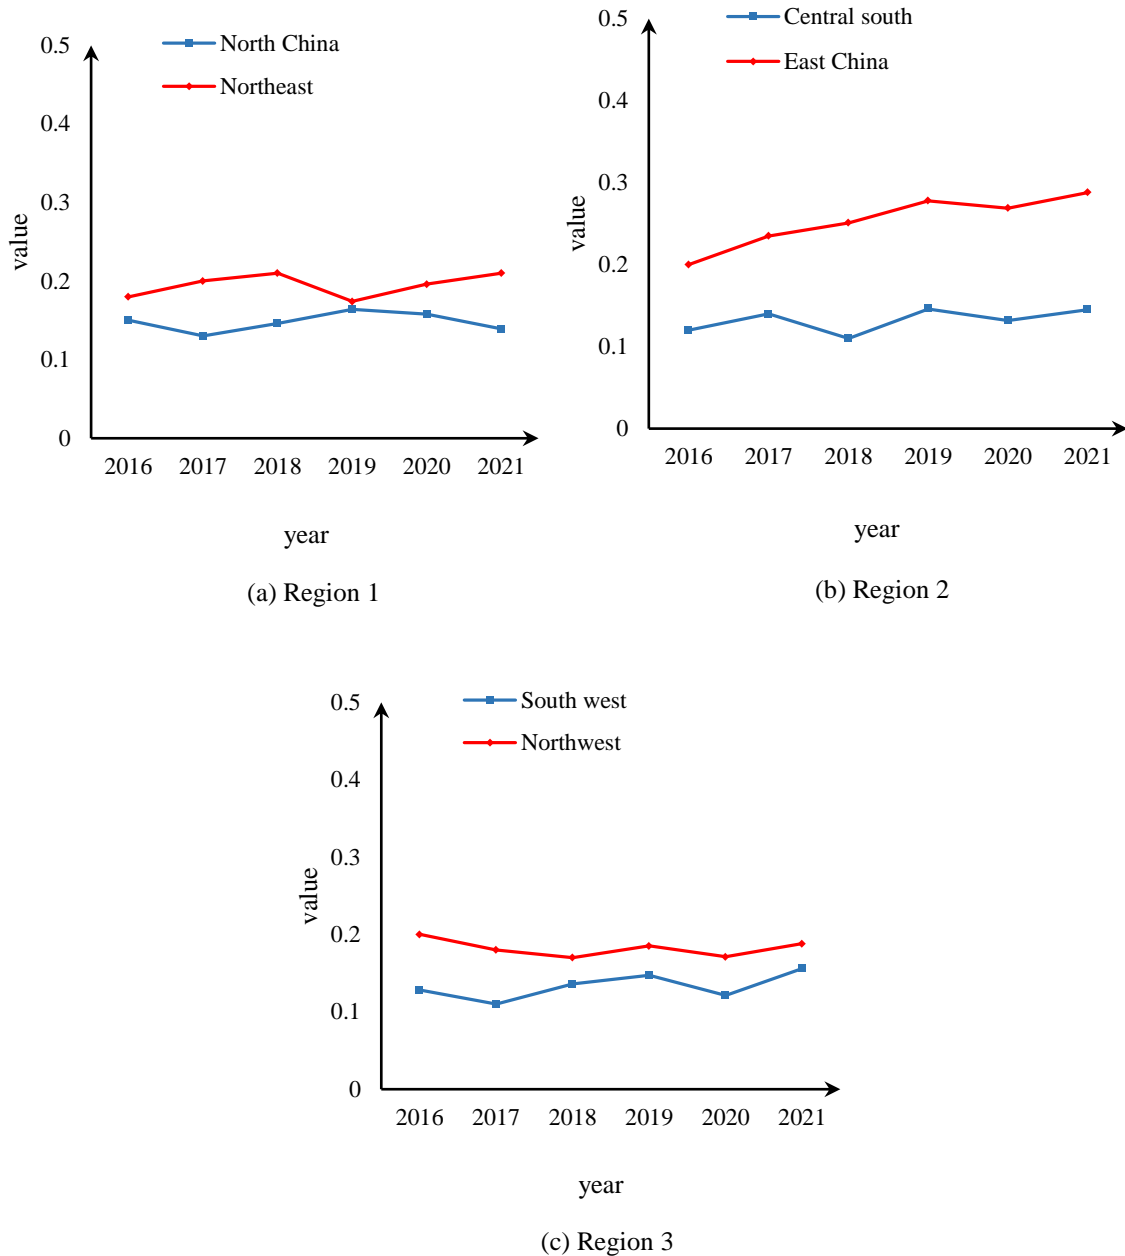 North China
Northeast
0.5
0.4
0.3
0.2
0.1
0
value
2016 2017 2018 2019 2020 2021
year
(a) Region 1
Central south
East China
0.5
0.4
0.3
0.2
0.1
0
value
2016 2017 2018 2019 2020 2021
year
(b) Region 2
South west
Northwest
0.5
0.4
0.3
0.2
0.1
0
value
2016 2017 2018 2019 2020 2021
year
(c) Region 3